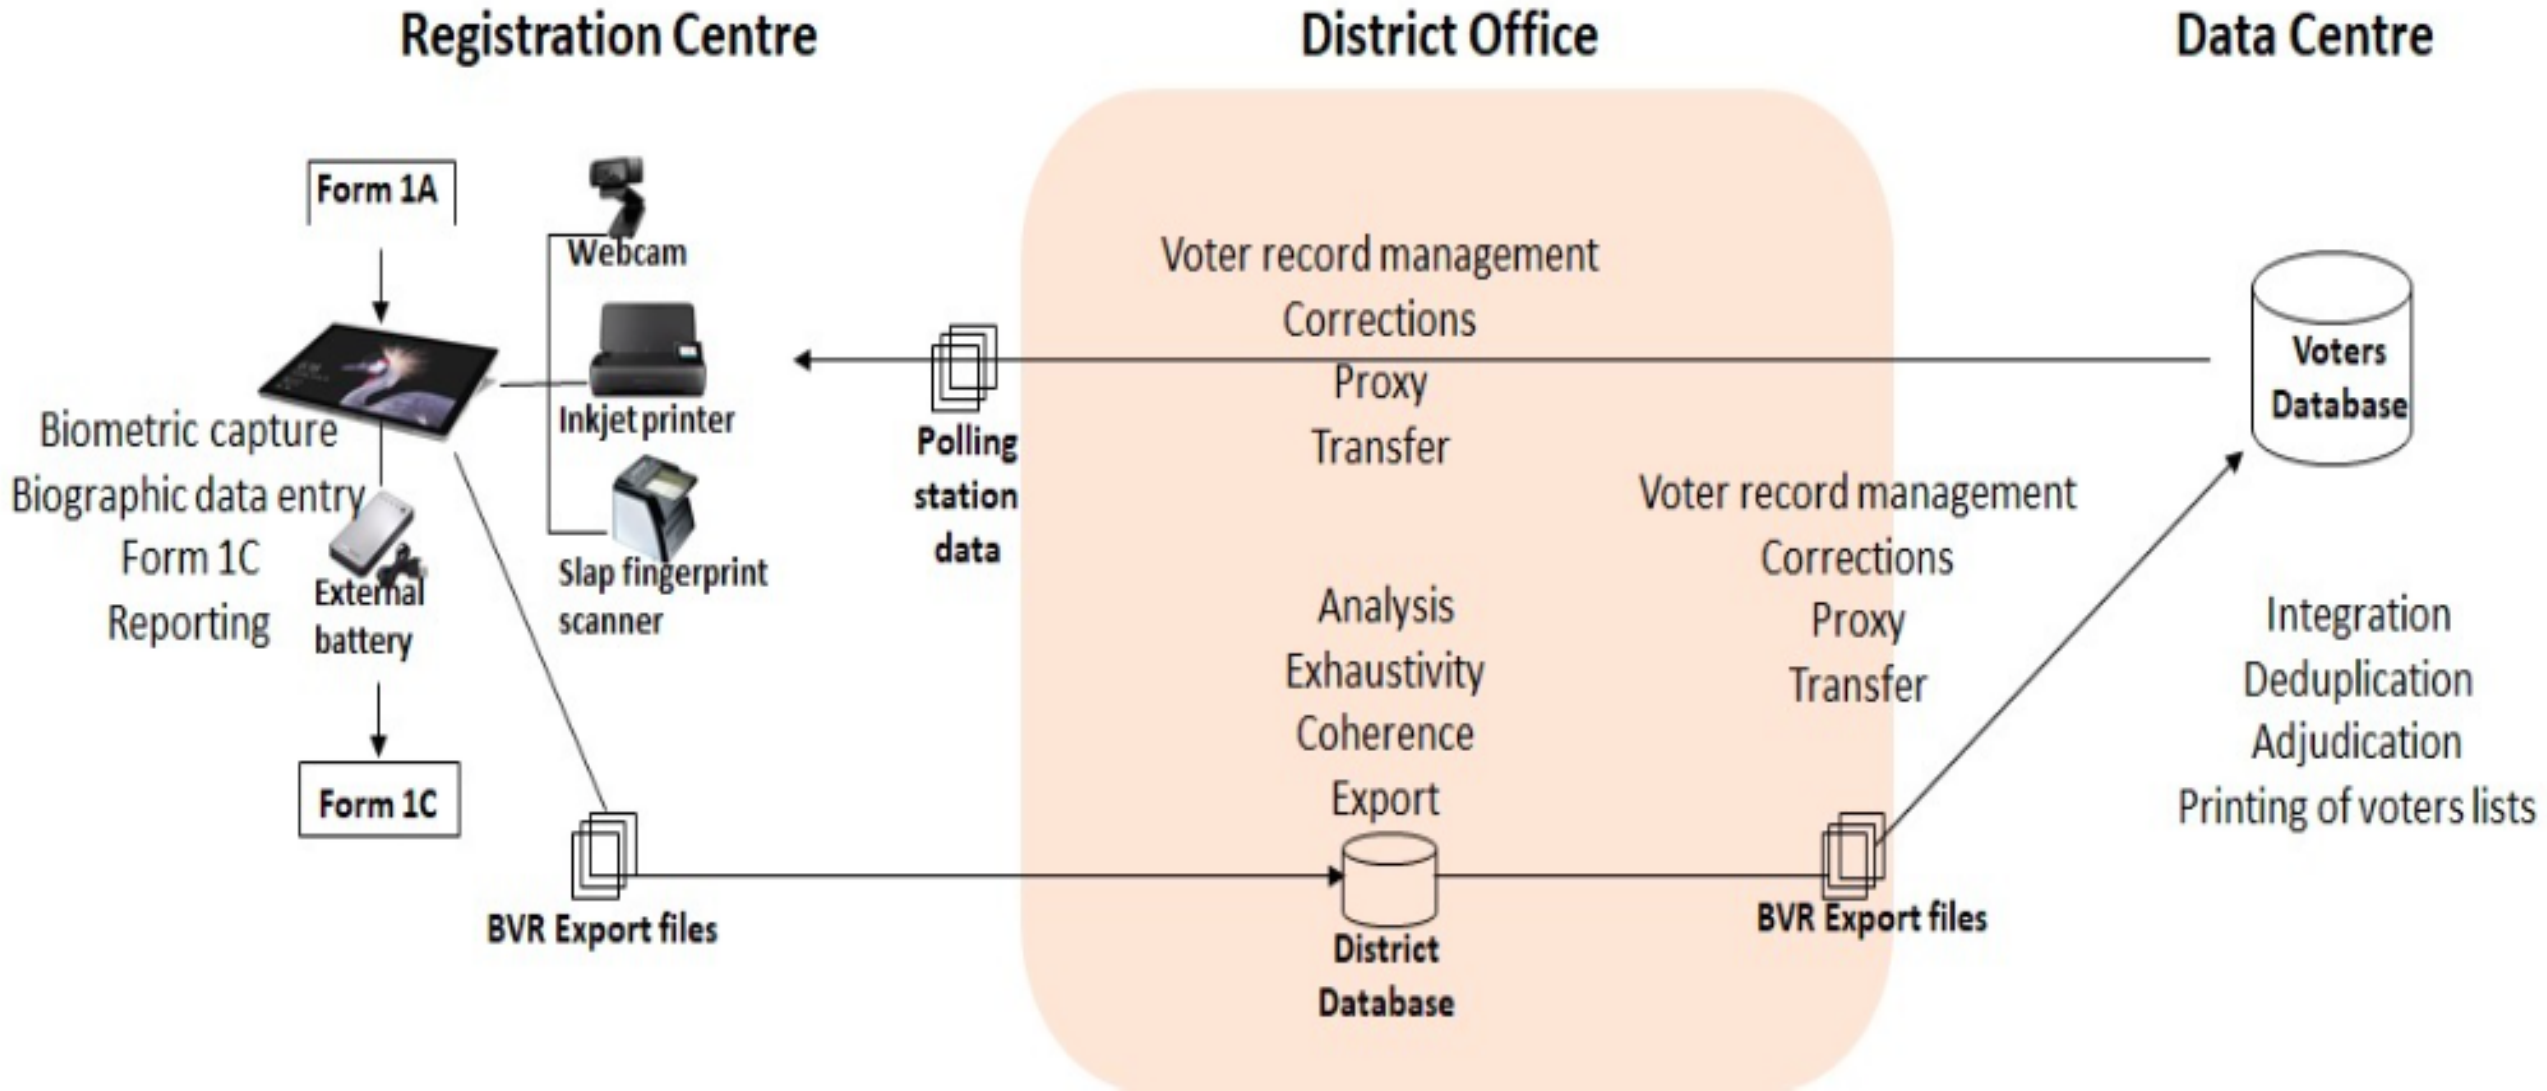 Registration Centre
District Office
Data Centre
Form 1A
Webcam
Inkjet printer
Slap fingerprint
scanner
Biometric capture
Biographic data entry
Form 1C
Reporting
External
battery
Form 1C
BVR Export files
Polling
station
data
Voter record management
Corrections
Proxy
Transfer
Analysis
Exhaustivity
Coherence
Export
District
Database
Voter record management
Corrections
Proxy
Transfer
BVR Export files
Voters
Database
Integration
Deduplication
Adjudication
Printing of voters lists